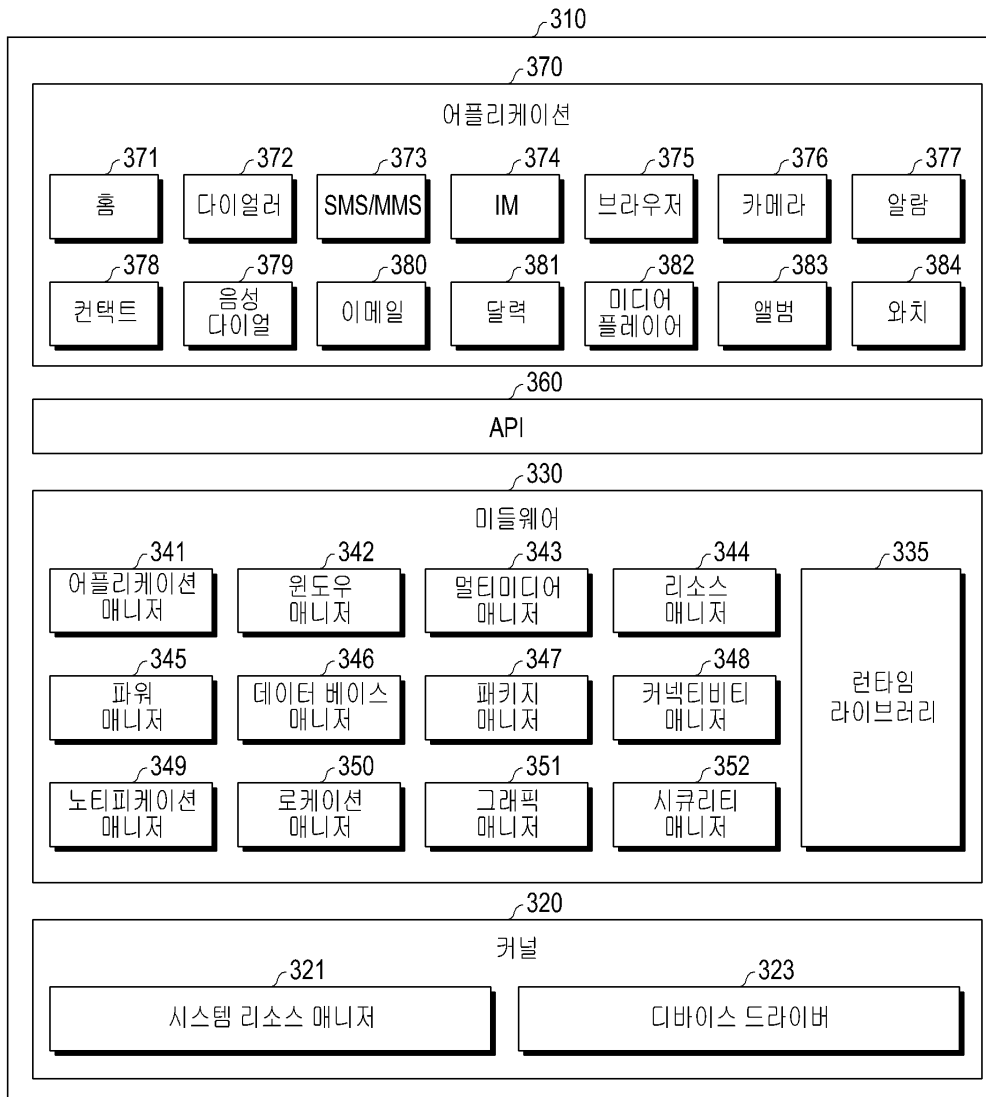 310
370
어플리케이션
371 372 373 374 375 376 377
홈 다이얼러 SMS/MMS IM 브라우저 카메라 알람
378 379 380 381 382 383 384
컨택트 음성 다이얼 이메일 달력 미디어 플레이어 앨범 와치
360
API
330
미들웨어
341 342 343 344 335
어플리케이션 매니저 윈도우 매니저 멀티미디어 매니저 리소스 매니저 런타임 라이브러리
345 346 347 348
파워 매니저 데이터 베이스 매니저 패키지 매니저 커넥티비티 매니저
349 350 351 352
노티피케이션 매니저 로케이션 매니저 그래픽 매니저 시큐리티 매니저
320
커널
321 323
시스템 리소스 매니저 디바이스 드라이버